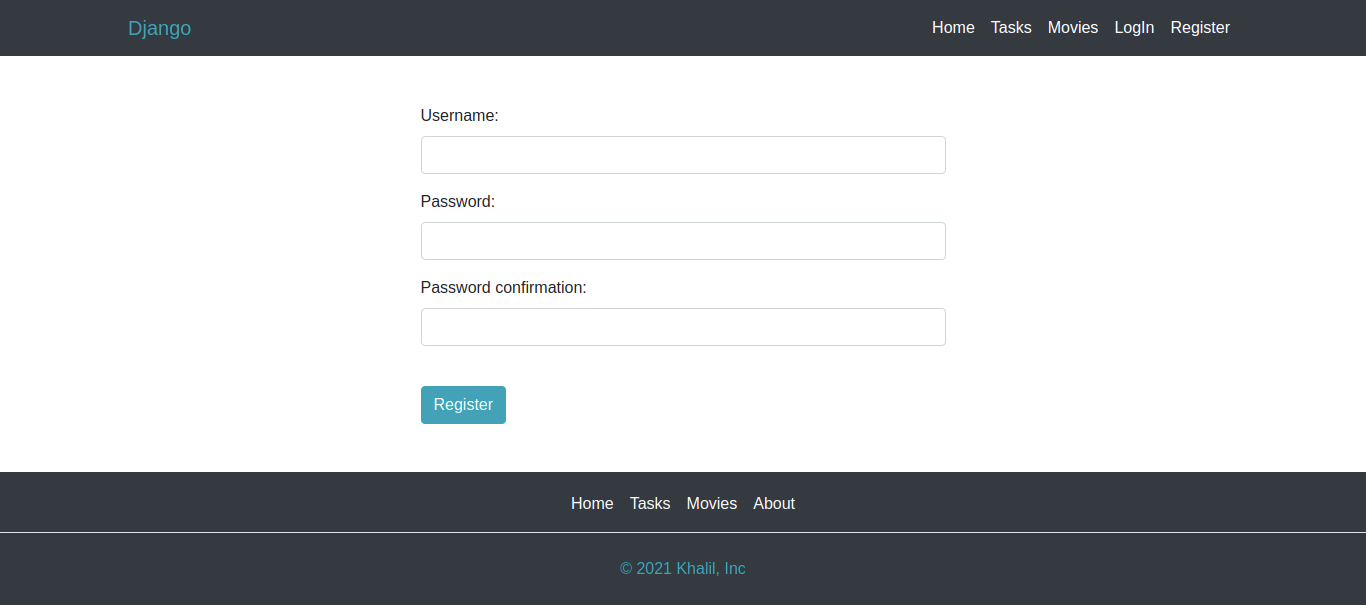 Django Home Tasks Movies LogIn Register
Username:
Password:
Password confirmation:
Register
Home Tasks Movies About
© 2021 Khalil, Inc